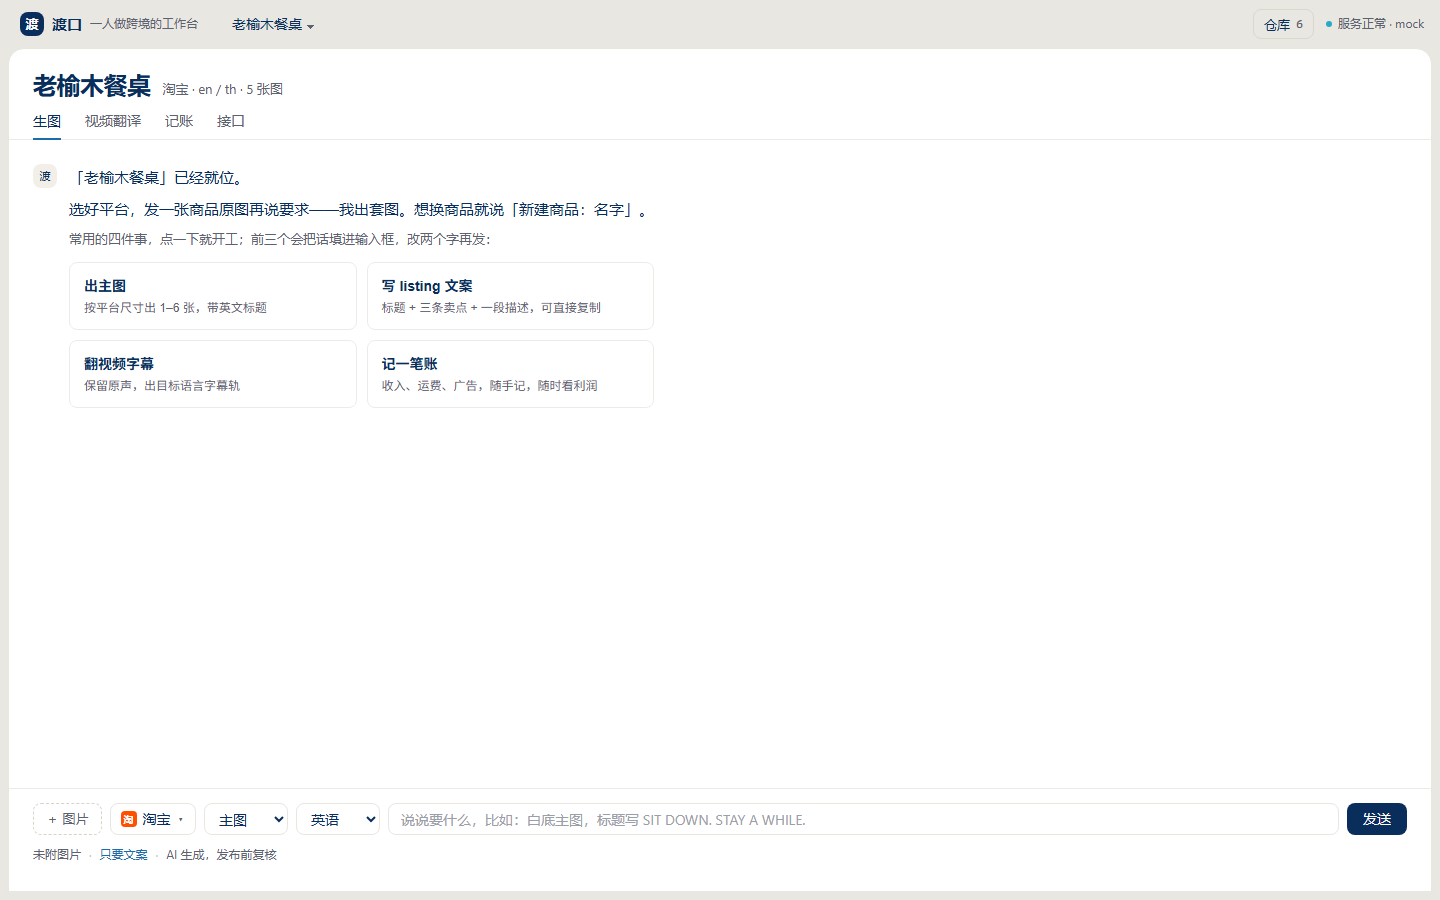 渡 渡口 一人做跨境的工作台 老榆木餐桌 仓库 6 服务正常 · mock
老榆木餐桌 淘宝 · en / th · 5 张图
生图 视频翻译 记账 接口
渡 「老榆木餐桌」已经就位。
选好平台，发一张商品原图再说要求——我出套图。想换商品就说「新建商品：名字」。
常用的四件事，点一下就开工；前三个会把话填进输入框，改两个字再发：
出主图
按平台尺寸出 1–6 张，带英文标题
写 listing 文案
标题 + 三条卖点 + 一段描述，可直接复制
翻视频字幕
保留原声，出目标语言字幕轨
记一笔账
收入、运费、广告，随手记，随时看利润
+ 图片 淘 淘宝 主图 英语 说说要什么，比如：白底主图，标题写 SIT DOWN. STAY A WHILE. 发送
未附图片 · 只要文案 · AI 生成，发布前复核